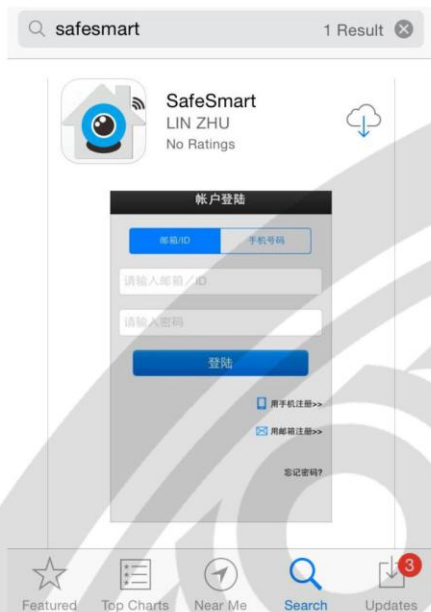 safesmart 1 Result
SafeSmart
LIN ZHU
No Ratings
帐户登陆
邮箱/ID 手机号码
请输入邮箱／ID
请输入密码
登陆
用手机注册>>
用邮箱注册>>
忘记密码?
3
Featured Top Charts Near Me Search Updates